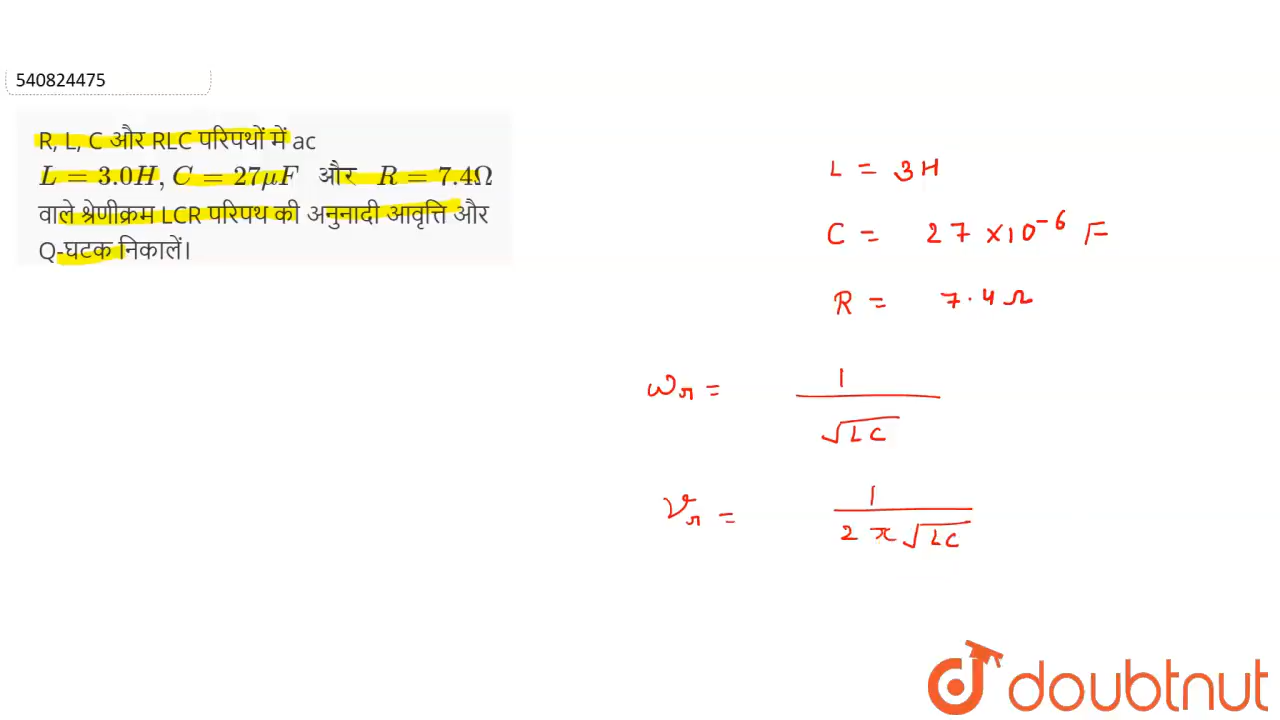 540824475
R, L, C और RLC परिपथों में ac
L = 3.0H, C = 27μF और R = 7.4Ω
वाले श्रेणीक्रम LCR परिपथ की अनुनादी आवृत्ति और
Q-घटक निकालें।
L = 3H
C = 27 × 10⁻⁶ F
R = 7.4 Ω
ωr = 1/√LC
νr = 1/2π√LC
doubtnut